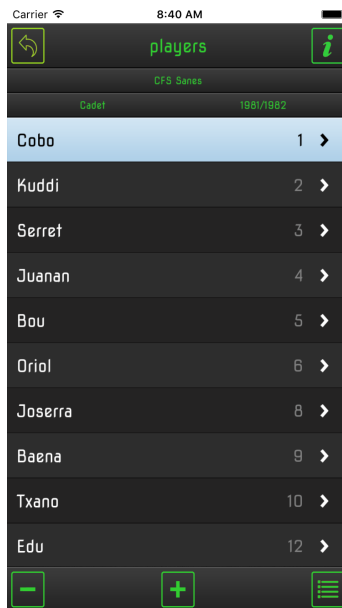 Carrier 8:40 AM
players i
CFS Sanes
Cadet 1981/1982
Cobo 1
Kuddi 2
Serret 3
Juanan 4
Bou 5
Oriol 6
Joserra 8
Baena 9
Txano 10
Edu 12